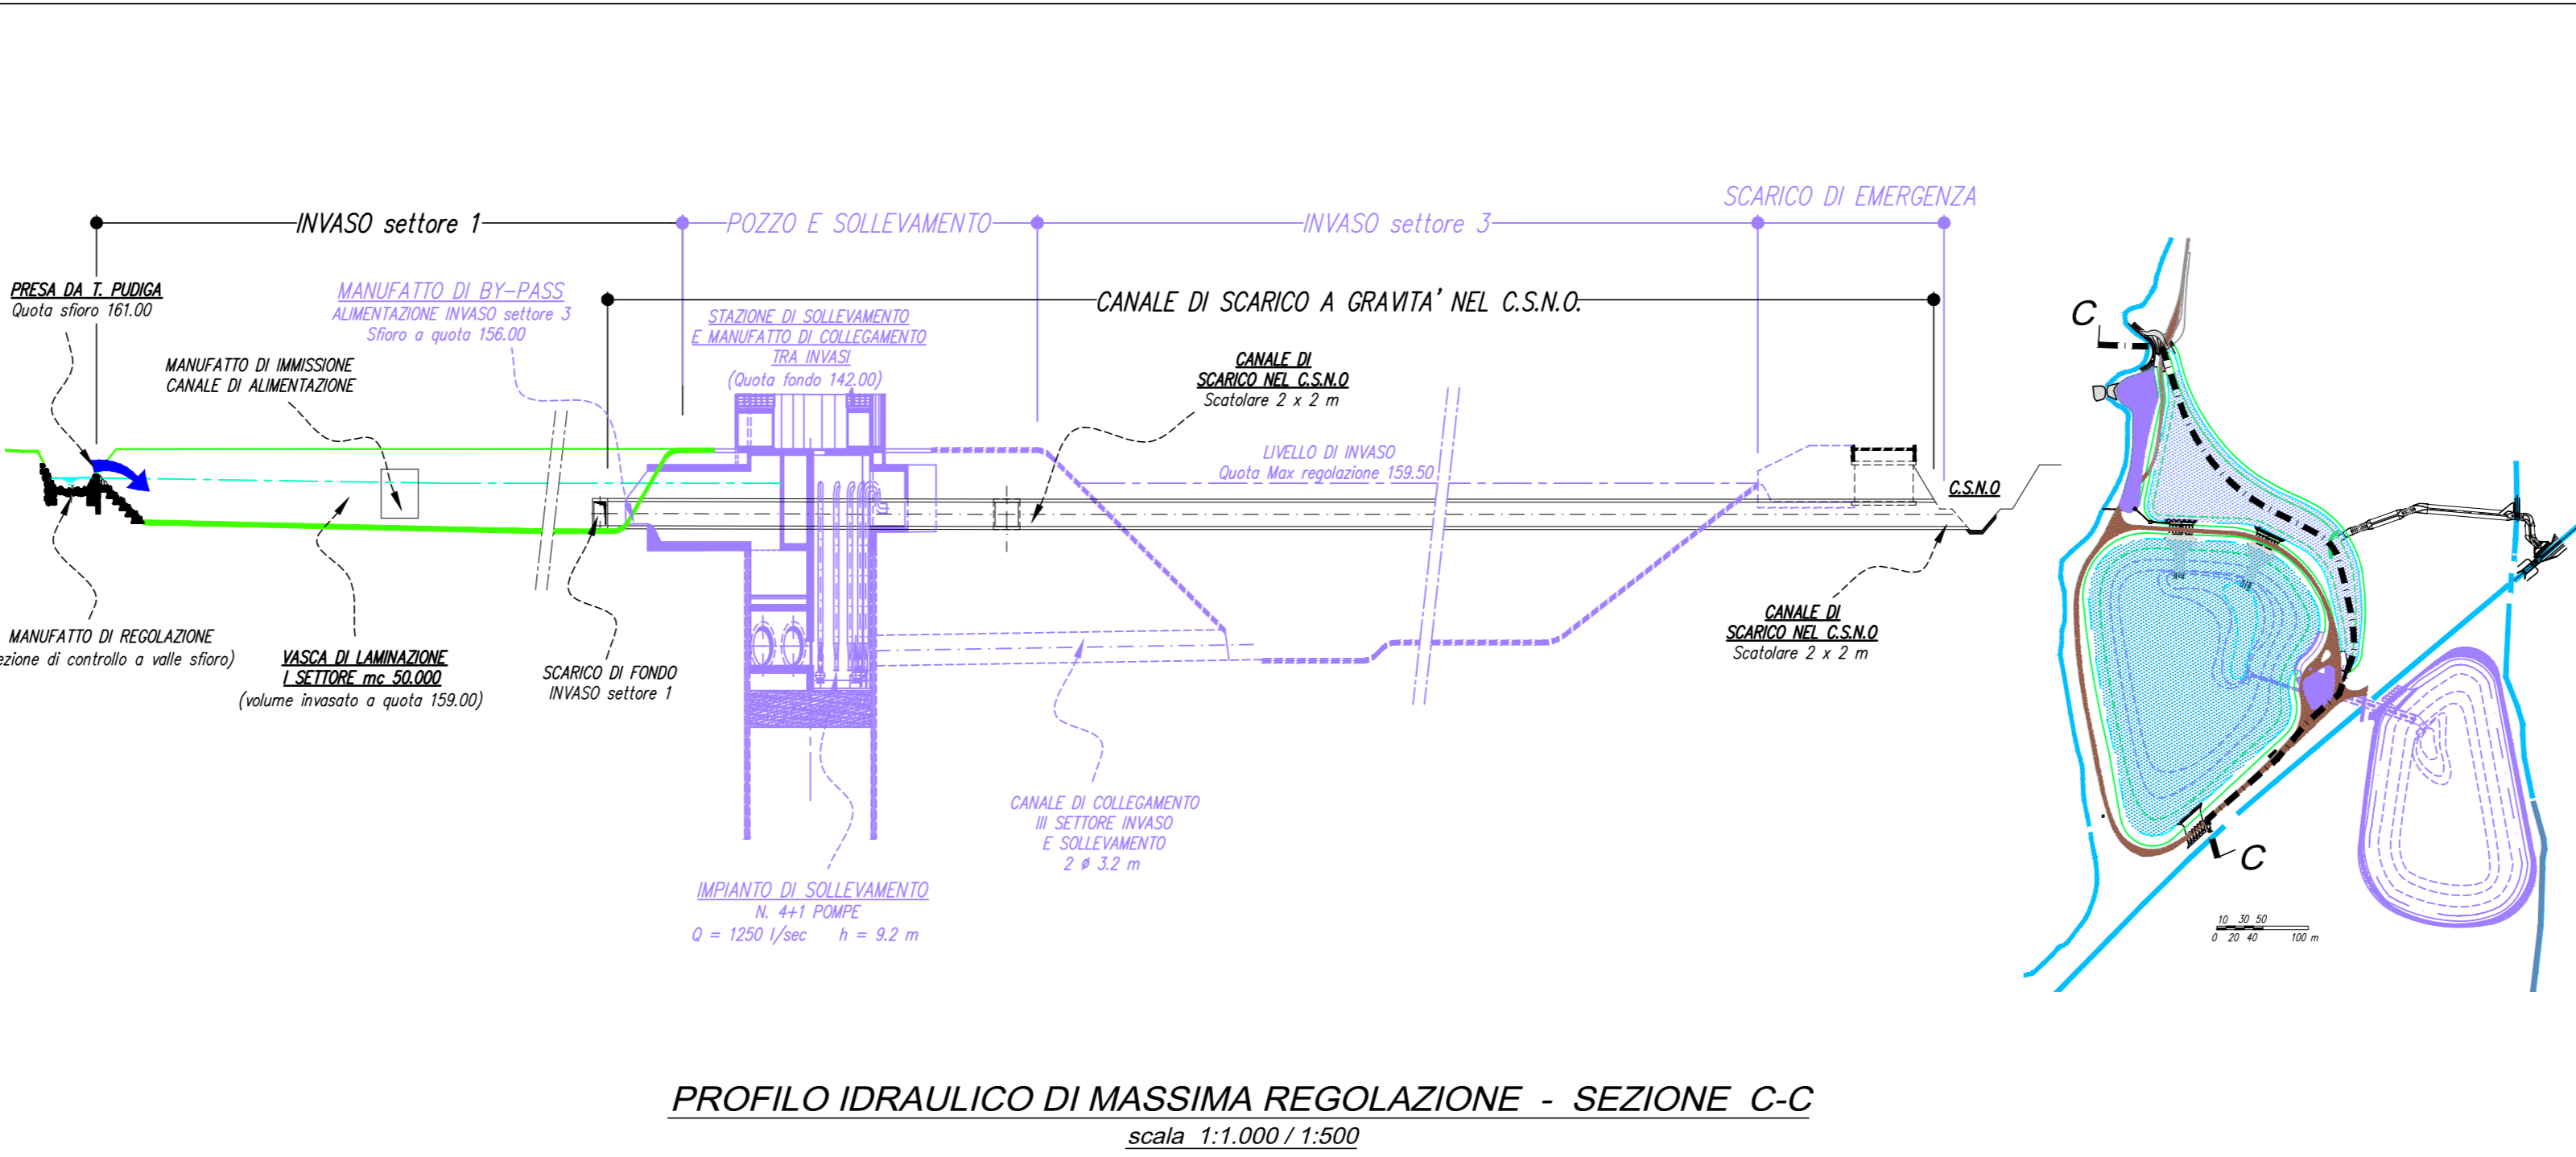 SCARICO DI EMERGENZA
INVASO settore 1
POZZO E SOLLEVAMENTO
INVASO settore 3
PRESA DA T. PUDIGA
Quota sfioro 161.00
MANUFATTO DI BY-PASS
ALIMENTAZIONE INVASO settore 3
Sfioro a quota 156.00
CANALE DI SCARICO A GRAVITA' NEL C.S.N.O.
STAZIONE DI SOLLEVAMENTO
E MANUFATTO DI COLLEGAMENTO
TRA INVASI
(Quota fondo 142.00)
MANUFATTO DI IMMISSIONE
CANALE DI ALIMENTAZIONE
CANALE DI
SCARICO NEL C.S.N.O
Scatolare 2 x 2 m
LIVELLO DI INVASO
Quota Max regolazione 159.50
C.S.N.O
MANUFATTO DI REGOLAZIONE
ezione di controllo a valle sfioro)
VASCA DI LAMINAZIONE
I SETTORE mc 50.000
(volume invasato a quota 159.00)
SCARICO DI FONDO
INVASO settore 1
CANALE DI
SCARICO NEL C.S.N.O
Scatolare 2 x 2 m
CANALE DI COLLEGAMENTO
III SETTORE INVASO
E SOLLEVAMENTO
2 ø 3.2 m
IMPIANTO DI SOLLEVAMENTO
N. 4+1 POMPE
Q = 1250 l/sec h = 9.2 m
C
C
10 30 50
0 20 40 100 m
PROFILO IDRAULICO DI MASSIMA REGOLAZIONE - SEZIONE C-C
scala 1:1.000 / 1:500